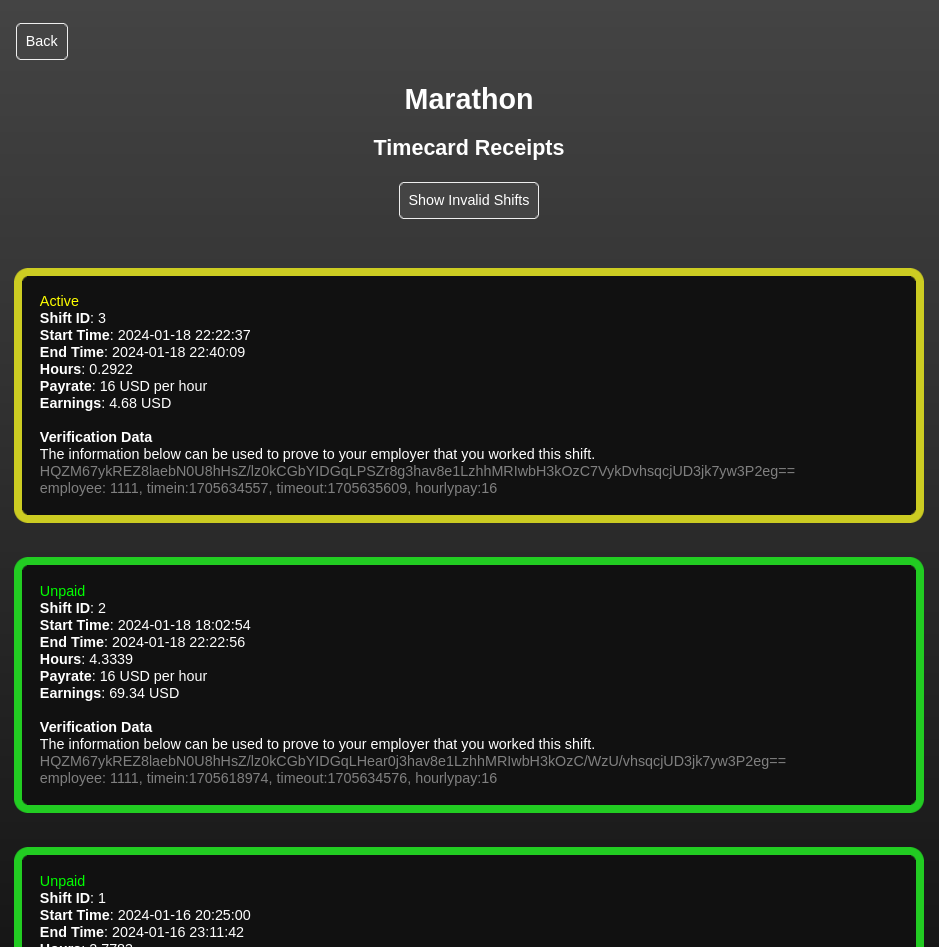 Back
Marathon
Timecard Receipts
Show Invalid Shifts
Active
Shift ID: 3
Start Time: 2024-01-18 22:22:37
End Time: 2024-01-18 22:40:09
Hours: 0.2922
Payrate: 16 USD per hour
Earnings: 4.68 USD
Verification Data
The information below can be used to prove to your employer that you worked this shift.
HQZM67ykREZ8laebN0U8hHsZ/lz0kCGbYIDGqLPSZr8g3hav8e1LzhhMRIwbH3kOzC7VykDvhsqcjUD3jk7yw3P2eg==
employee: 1111, timein:1705634557, timeout:1705635609, hourlypay:16
Unpaid
Shift ID: 2
Start Time: 2024-01-18 18:02:54
End Time: 2024-01-18 22:22:56
Hours: 4.3339
Payrate: 16 USD per hour
Earnings: 69.34 USD
Verification Data
The information below can be used to prove to your employer that you worked this shift.
HQZM67ykREZ8laebN0U8hHsZ/lz0kCGbYIDGqLHear0j3hav8e1LzhhMRIwbH3kOzC/WzU/vhsqcjUD3jk7yw3P2eg==
employee: 1111, timein:1705618974, timeout:1705634576, hourlypay:16
Unpaid
Shift ID: 1
Start Time: 2024-01-16 20:25:00
End Time: 2024-01-16 23:11:42